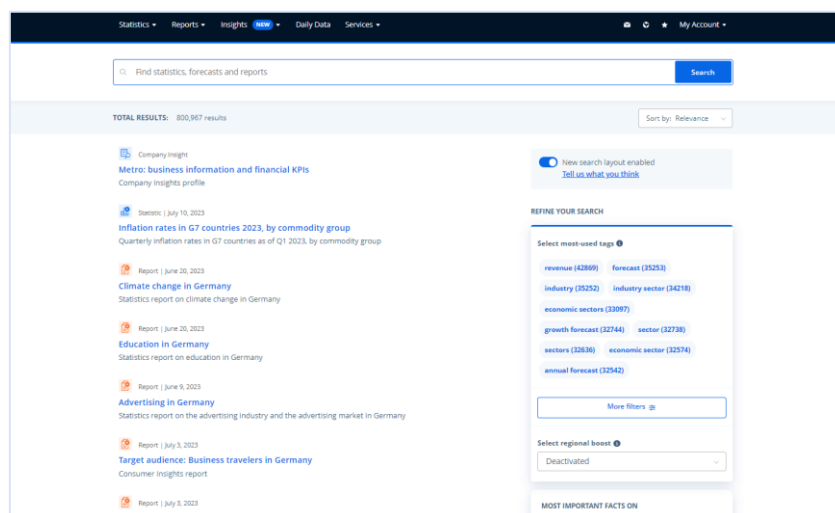 Statistics Reports Insights NEW Daily Data Services My Account
Find statistics, forecasts and reports
Search
TOTAL RESULTS: 800,967 results
Sort by: Relevance
Company Insight
Metro: business information and financial KPIs
Company insights profile
Statistic | July 10, 2023
Inflation rates in G7 countries 2023, by commodity group
Quarterly inflation rates in G7 countries as of Q1 2023, by commodity group
Report | June 20, 2023
Climate change in Germany
Statistics report on climate change in Germany
Report | June 20, 2023
Education in Germany
Statistics report on education in Germany
Report | June 9, 2023
Advertising in Germany
Statistics report on the advertising industry and the advertising market in Germany
Report | July 3, 2023
Target audience: Business travelers in Germany
Consumer Insights report
Report | July 3, 2023
New search layout enabled
Tell us what you think
REFINE YOUR SEARCH
Select most-used tags
revenue (42869) forecast (35253)
industry (35252) industry sector (34218)
economic sectors (33097)
growth forecast (32744) sector (32738)
sectors (32636) economic sector (32574)
annual forecast (32542)
More filters
Select regional boost
Deactivated
MOST IMPORTANT FACTS ON